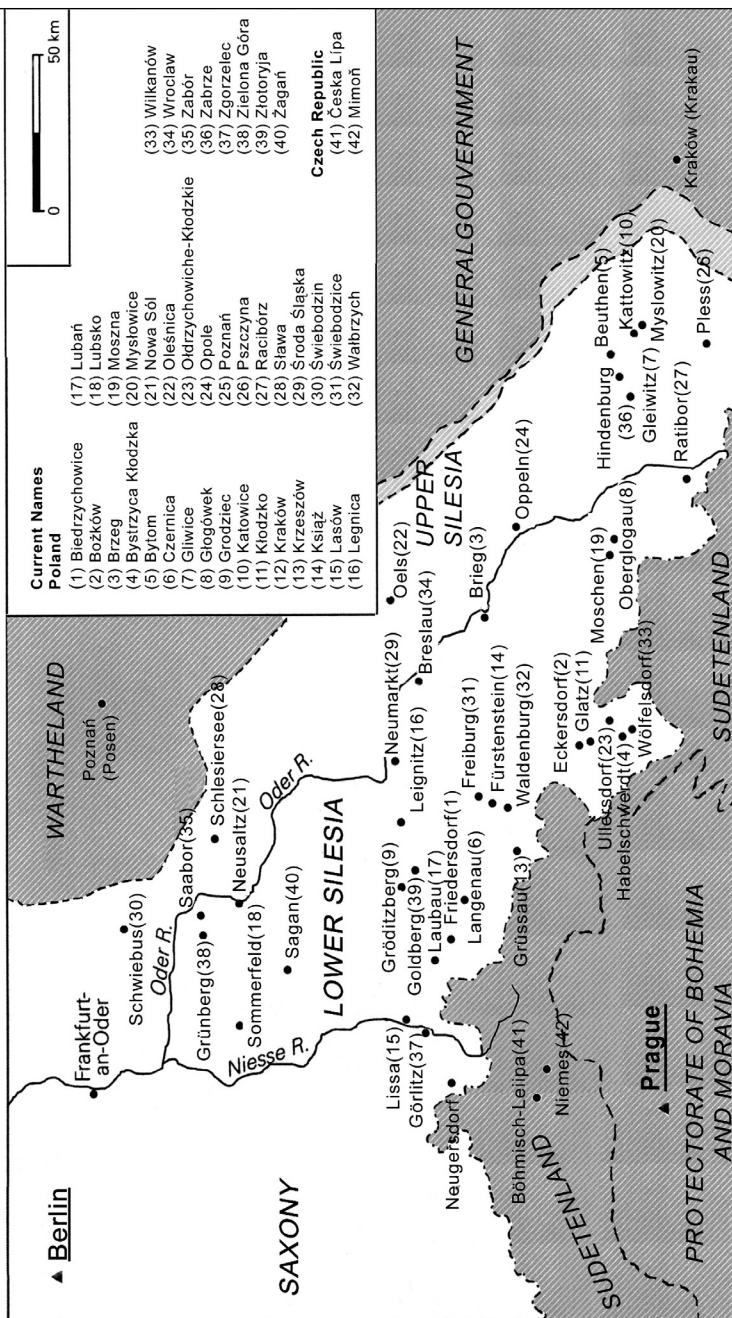 Current Names
Poland
(1) Biedrzychowice
(2) Bożków
(3) Brzeg
(4) Bystrzyca Kłodzka
(5) Bytom
(6) Czernica
(7) Gliwice
(8) Głogówek
(9) Grodziec
(10) Katowice
(11) Kłodzko
(12) Kraków
(13) Krzeszów
(14) Książ
(15) Lasów
(16) Legnica
(17) Lubań
(18) Lubsko
(19) Moszna
(20) Mysłowice
(21) Nowa Sól
(22) Oleśnica
(23) Ołdrzychowiche-Kłodzkie
(24) Opole
(25) Poznań
(26) Pszczyna
(27) Racibórz
(28) Sława
(29) Środa Śląska
(30) Świebodzin
(31) Świebodzice
(32) Wałbrzych
(33) Wilkanów
(34) Wroclaw
(35) Zabór
(36) Zabrze
(37) Zgorzelec
(38) Zielona Góra
(39) Złotoryja
(40) Żagań
Czech Republic
(41) Česka Lipa
(42) Mimoň
0 50 km
Berlin
Frankfurt-
an-Oder
WARTHELAND
Poznań
(Posen)
Schwiebus(30)
Oder R.
Saabor(35)
Schlesiersee(28)
Grünberg(38)
Neusaltz(21)
Oder R.
Sommerfeld(18)
Sagan(40)
Niesse R.
SAXONY
LOWER SILESIA
Neumarkt(29)
Oels(22)
Breslau(34)
UPPER
SILESIA
GENERALGOUVERNMENT
Leignitz(16)
Gröditzberg(9)
Goldberg(39)
Laubau(17)
Friedersdorf(1)
Langenau(6)
Lissa(15)
Görlitz(37)
Neugersdorf
Freiburg(31)
Fürstenstein(14)
Waldenburg(32)
Brieg(3)
Oppeln(24)
Grüssau(13)
Böhmisch-Leiipa(41)
Niemes(42)
SUDETENLAND
Eckersdorf(2)
Glatz(11)
Ullersdorf(23)
Habelschwerdt(4)
Wölfelsdorf(33)
Moschen(19)
Oberglogau(8)
Hindenburg
(36)
Beuthen(5)
Kattowitz(10)
Myslowitz(20)
Gleiwitz(7)
Ratibor(27)
Pless(26)
Kraków (Krakau)
Prague
PROTECTORATE OF BOHEMIA
AND MORAVIA
SUDETENLAND